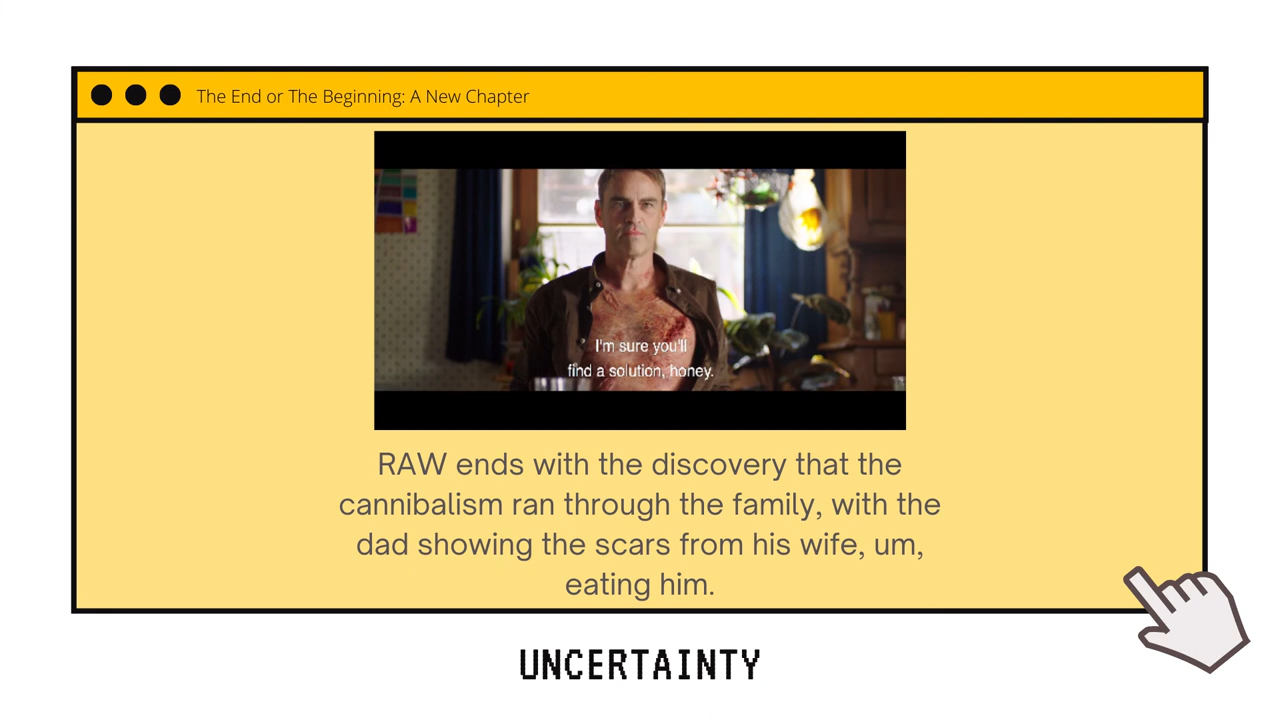 The End or The Beginning: A New Chapter
I'm sure you'll
find a solution, honey.
RAW ends with the discovery that the
cannibalism ran through the family, with the
dad showing the scars from his wife, um,
eating him.
UNCERTAINTY